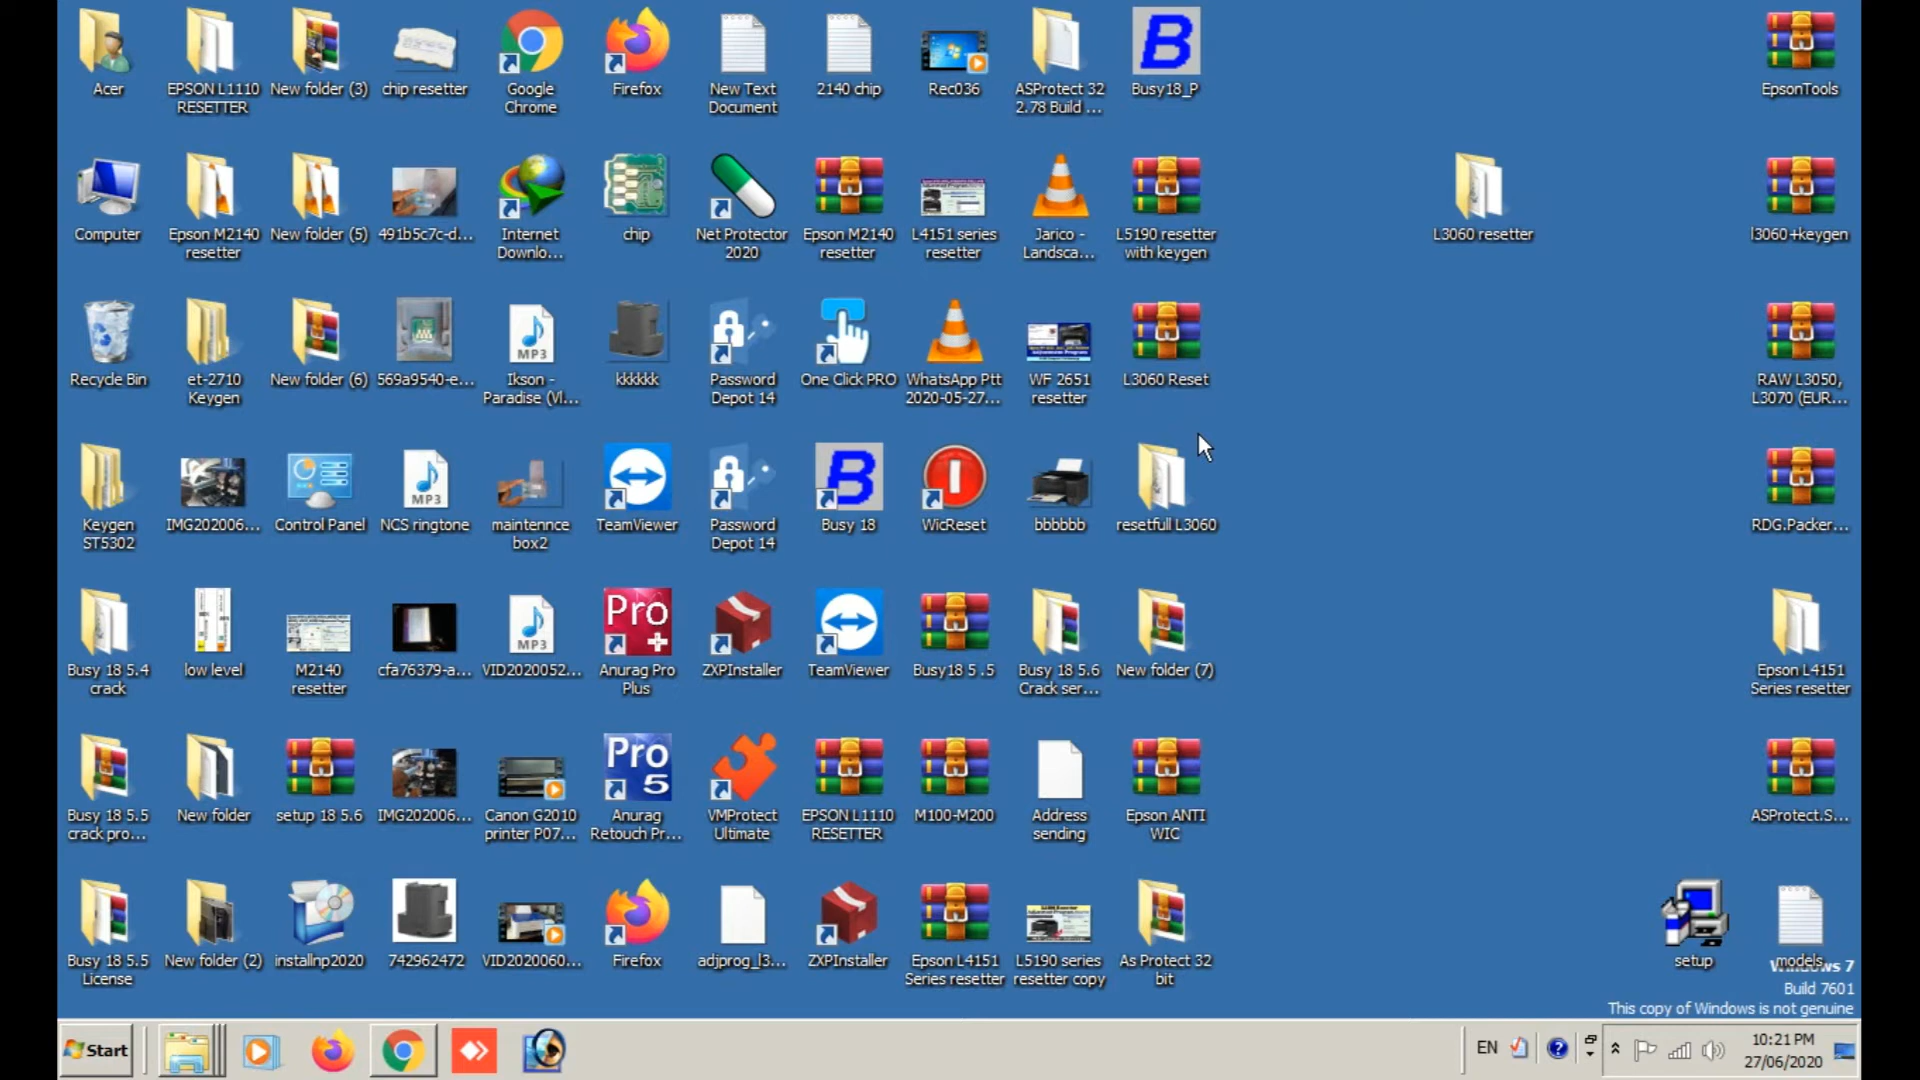 Acer
EPSON L1110
RESETTER
New folder (3)
chip resetter
Google
Chrome
Firefox
New Text
Document
2140 chip
Rec036
ASProtect 32
2.78 Build ...
Busy18_P
EpsonTools
Computer
Epson M2140
resetter
New folder (5)
491b5c7c-d...
Internet
Downlo...
chip
Net Protector
2020
Epson M2140
resetter
L4151 series
resetter
Jarico -
Landsca...
L5190 resetter
with keygen
L3060 resetter
l3060+keygen
Recycle Bin
et-2710
Keygen
New folder (6)
569a9540-e...
MP3
Ikson -
Paradise (Vl...
kkkkkk
Password
Depot 14
One Click PRO
WhatsApp Ptt
2020-05-27...
WF 2651
resetter
L3060 Reset
RAW L3050,
L3070 (EUR...
Keygen
ST5302
IMG202006...
Control Panel
MP3
NCS ringtone
maintennce
box2
TeamViewer
Password
Depot 14
B
Busy 18
WicReset
bbbbbb
resetfull L3060
RDG.Packer...
Busy 18 5.4
crack
low level
M2140
resetter
cfa76379-a...
MP3
VID2020052...
Pro
+
Anurag Pro
Plus
ZXPInstaller
TeamViewer
Busy18 5 .5
Busy 18 5.6
Crack ser...
New folder (7)
Epson L4151
Series resetter
Busy 18 5.5
crack pro...
New folder
setup 18 5.6
IMG202006...
Canon G2010
printer P07...
Pro
5
Anurag
Retouch Pr...
VMProtect
Ultimate
EPSON L1110
RESETTER
M100-M200
Address
sending
Epson ANTI
WIC
ASProtect.S...
Busy 18 5.5
License
New folder (2)
installnp2020
742962472
VID2020060...
Firefox
adjprog_l3...
ZXPInstaller
Epson L4151
Series resetter
L5190 series
resetter copy
As Protect 32
bit
setup
models
Windows 7
Build 7601
This copy of Windows is not genuine
Start
EN
10:21 PM
27/06/2020